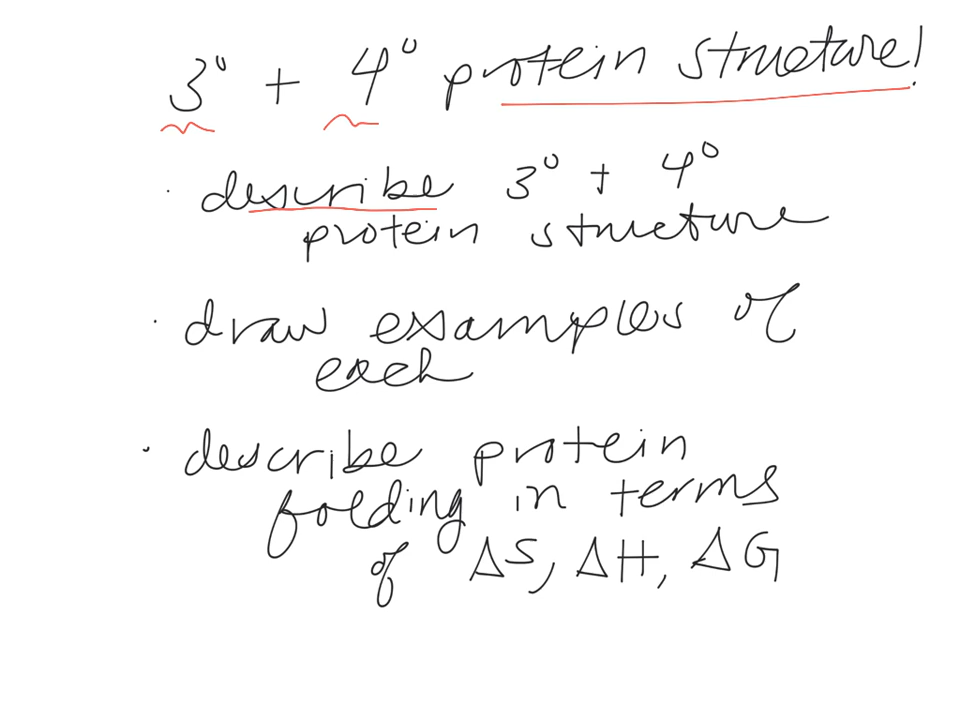 3° + 4° protein structure!
· describe 3° + 4°
protein structure
· draw examples of
each
· describe protein
folding in terms
of ΔS, ΔH, ΔG